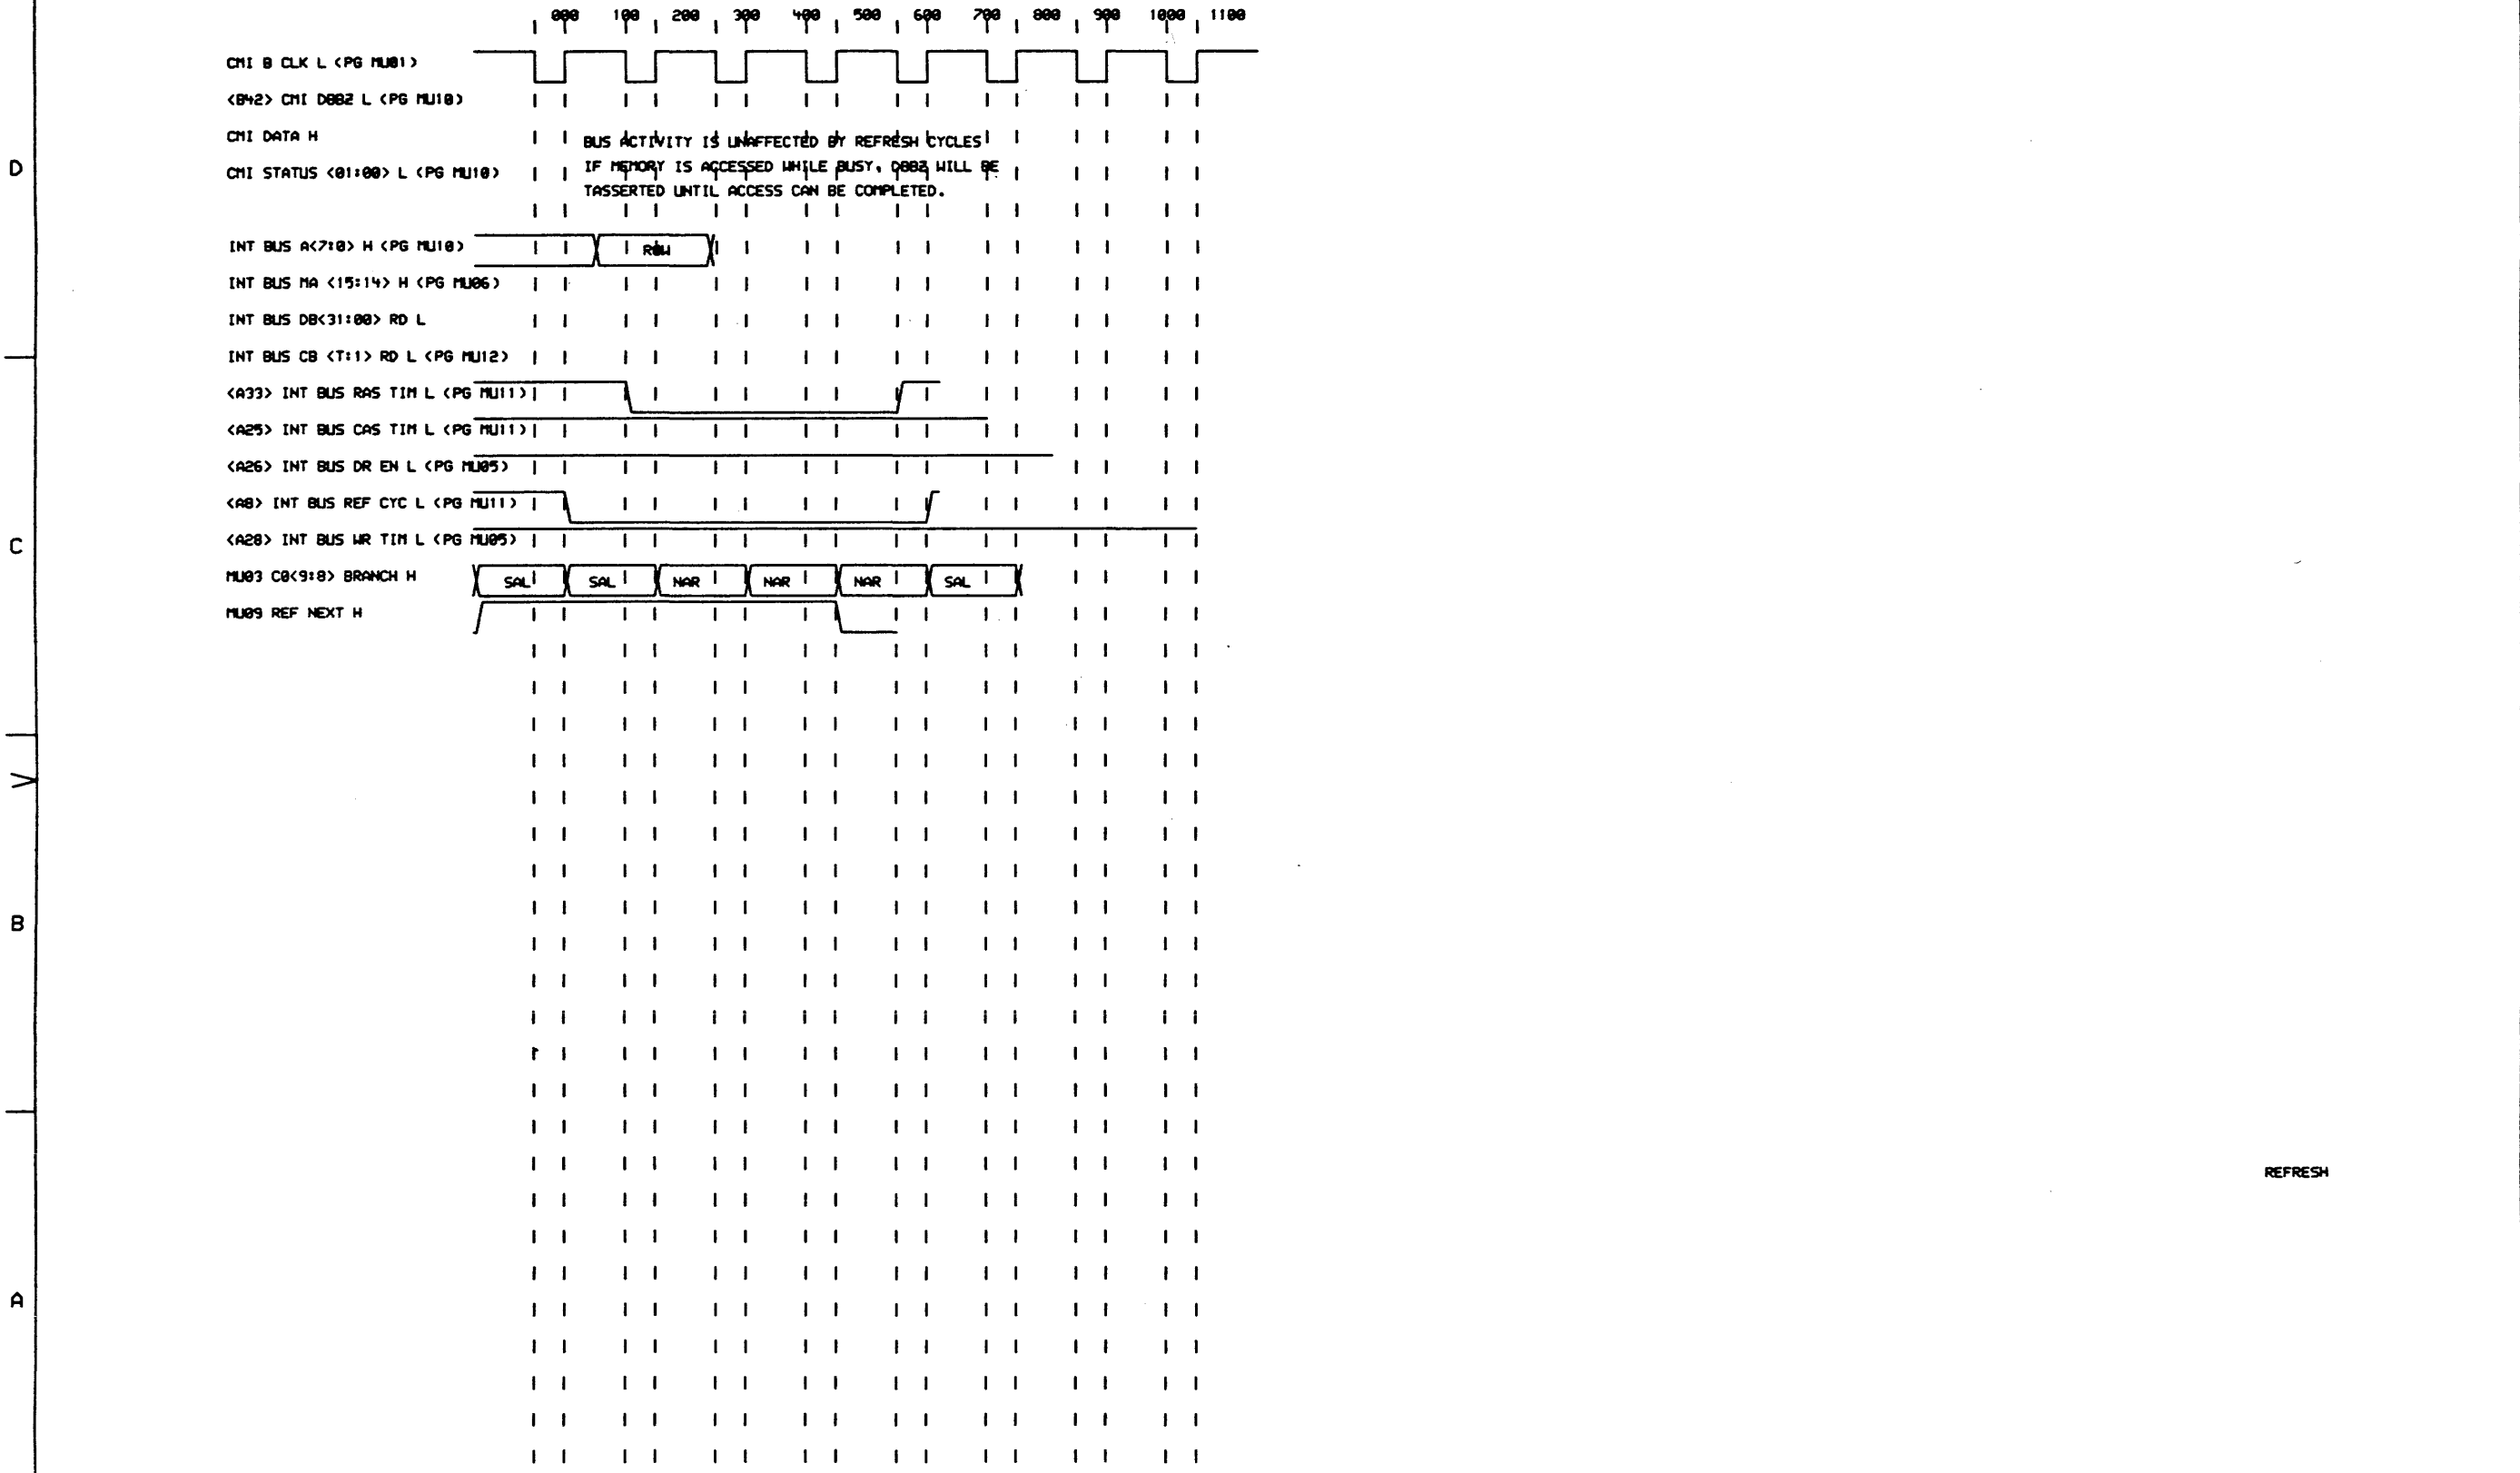 000 100 200 300 400 500 600 700 800 900 1000 1100
CMI B CLK L <PG MU01>
<B42> CMI DBBZ L <PG MU10>
CMI DATA H
BUS ACTIVITY IS UNAFFECTED BY REFRESH CYCLES
D
CMI STATUS <01:00> L <PG MU10>
IF MEMORY IS ACCESSED WHILE BUSY, DBBZ WILL BE
TASSERTED UNTIL ACCESS CAN BE COMPLETED.
INT BUS A<7:0> H <PG MU10>
ROW
INT BUS MA <15:14> H <PG MU06>
INT BUS DB<31:00> RD L
INT BUS CB <T:1> RD L <PG MU12>
<A33> INT BUS RAS TIM L <PG MU11>
<A25> INT BUS CAS TIM L <PG MU11>
<A26> INT BUS DR EN L <PG MU05>
<A8> INT BUS REF CYC L <PG MU11>
C
<A28> INT BUS WR TIM L <PG MU05>
MU03 C0<9:8> BRANCH H
SAL SAL NAR NAR NAR SAL
MU09 REF NEXT H
B
REFRESH
A